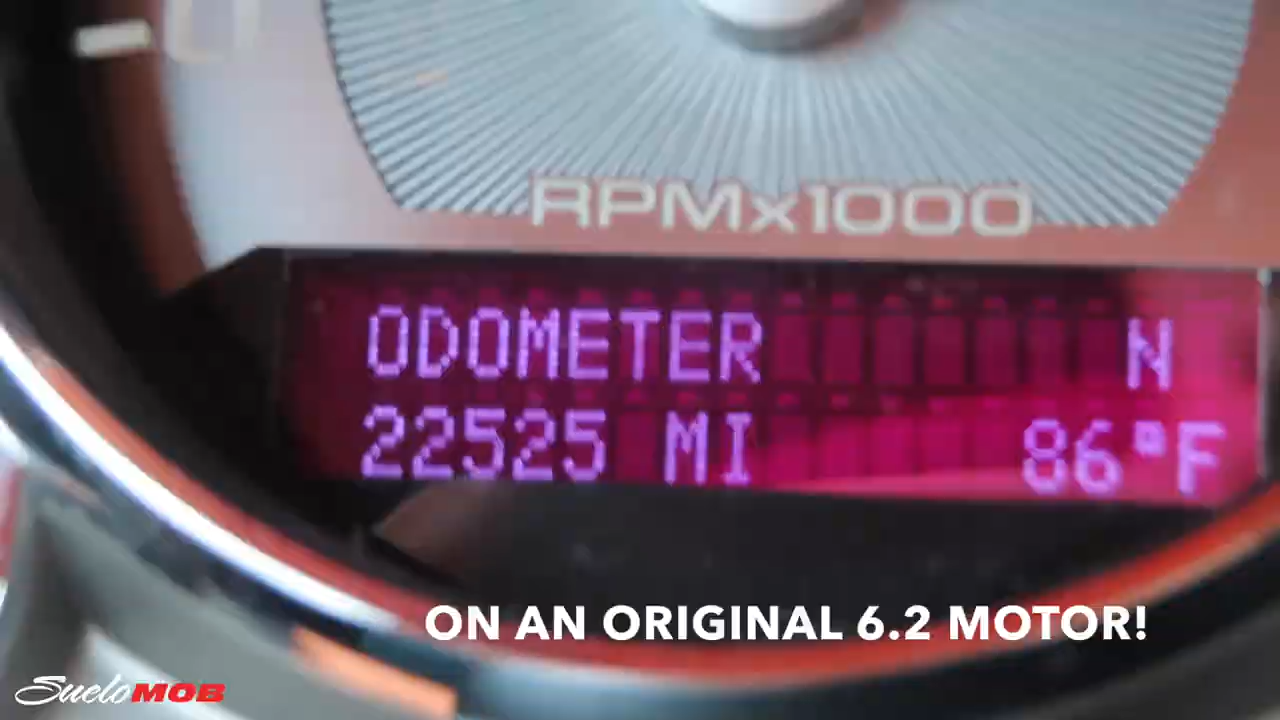 RPMx1000
ODOMETER N
22525 MI 86°F
ON AN ORIGINAL 6.2 MOTOR!
SueloMOB